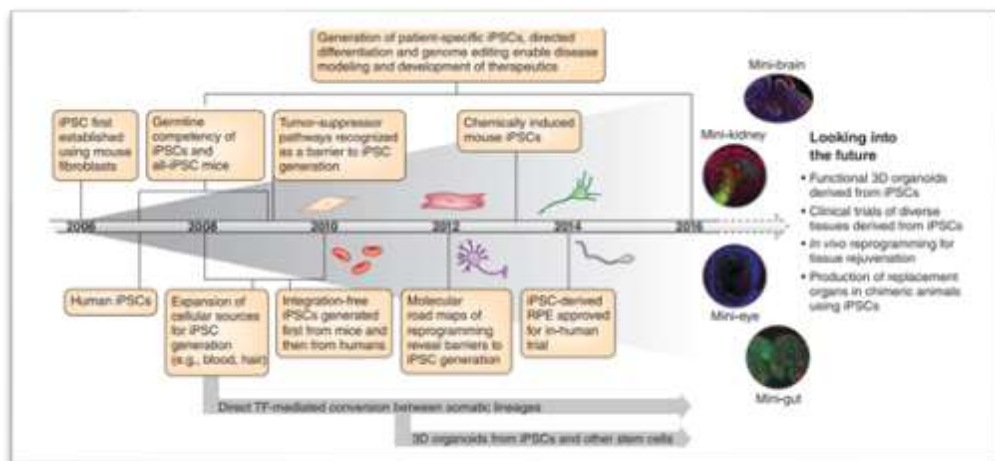 Generation of patient-specific iPSCs, directed
differentiation and genome editing enable disease
modeling and development of therapeutics
iPSC first
established
using mouse
fibroblasts
Germline
competency of
iPSCs and
all-iPSC mice
Tumor-suppressor
pathways recognized
as a barrier to iPSC
generation
Chemically induced
mouse iPSCs
2006
2008
2010
2012
2014
2016
Human iPSCs
Expansion of
cellular sources
for iPSC
generation
(e.g., blood, hair)
Integration-free
iPSCs generated
first from mice and
then from humans
Molecular
road maps of
reprogramming
reveal barriers to
iPSC generation
iPSC-derived
RPE approved
for in-human
trial
Direct TF-mediated conversion between somatic lineages
3D organoids from iPSCs and other stem cells
Mini-brain
Mini-kidney
Mini-eye
Mini-gut
Looking into
the future
• Functional 3D organoids
derived from iPSCs
• Clinical trials of diverse
tissues derived from iPSCs
• In vivo reprogramming for
tissue rejuvenation
• Production of replacement
organs in chimeric animals
using iPSCs